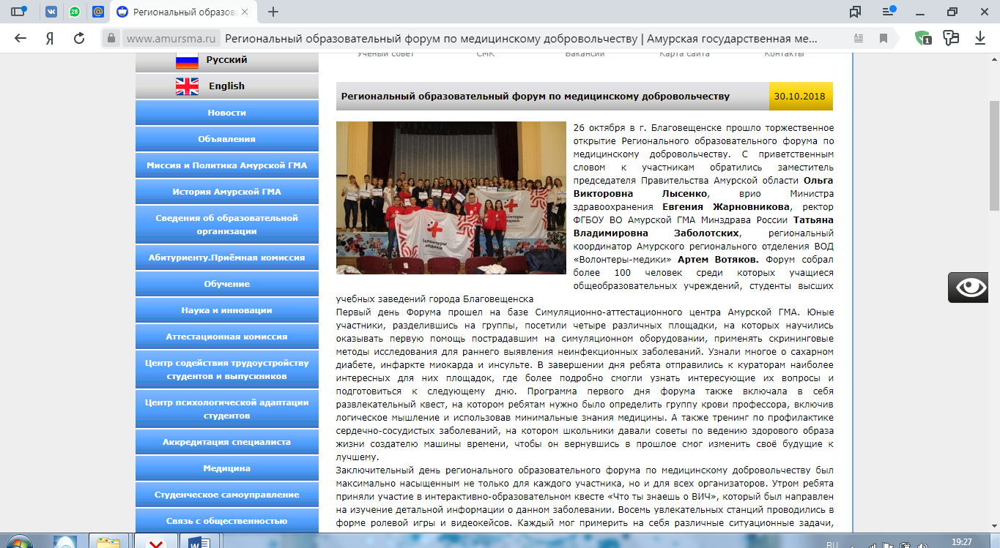 28
Региональный образова
www.amursma.ru Региональный образовательный форум по медицинскому добровольчеству | Амурская государственная ме...
1
Русский
English
Новости
Объявления
Миссия и Политика Амурской ГМА
История Амурской ГМА
Сведения об образовательной
организации
Абитуриенту.Приёмная комиссия
Обучение
Наука и инновации
Аттестационная комиссия
Центр содействия трудоустройству
студентов и выпускников
Центр психологической адаптации
студентов
Аккредитация специалиста
Медицина
Студенческое самоуправление
Связь с общественностью
Ученый совет СМК Вакансии Карта сайта Контакты
Региональный образовательный форум по медицинскому добровольчеству 30.10.2018
волонтеры
медики
26 октября в г. Благовещенске прошло торжественное
открытие Регионального образовательного форума по
медицинскому добровольчеству. С приветственным
словом к участникам обратились заместитель
председателя Правительства Амурской области Ольга
Викторовна Лысенко, врио Министра
здравоохранения Евгения Жарновникова, ректор
ФГБОУ ВО Амурской ГМА Минздрава России Татьяна
Владимировна Заболотских, региональный
координатор Амурского регионального отделения ВОД
«Волонтеры-медики» Артем Вотяков. Форум собрал
более 100 человек среди которых учащиеся
общеобразовательных учреждений, студенты высших
учебных заведений города Благовещенска
Первый день Форума прошел на базе Симуляционно-аттестационного центра Амурской ГМА. Юные
участники, разделившись на группы, посетили четыре различных площадки, на которых научились
оказывать первую помощь пострадавшим на симуляционном оборудовании, применять скрининговые
методы исследования для раннего выявления неинфекционных заболеваний. Узнали многое о сахарном
диабете, инфаркте миокарда и инсульте. В завершении дня ребята отправились к кураторам наиболее
интересных для них площадок, где более подробно смогли узнать интересующие их вопросы и
подготовиться к следующему дню. Программа первого дня форума также включала в себя
развлекательный квест, на котором ребятам нужно было определить группу крови профессора, включив
логическое мышление и использовав минимальные знания медицины. А также тренинг по профилактике
сердечно-сосудистых заболеваний, на котором школьники давали советы по ведению здорового образа
жизни создателю машины времени, чтобы он вернувшись в прошлое смог изменить своё будущие к
лучшему.
Заключительный день регионального образовательного форума по медицинскому добровольчеству был
максимально насыщенным не только для каждого участника, но и для всех организаторов. Утром ребята
приняли участие в интерактивно-образовательном квесте «Что ты знаешь о ВИЧ», который был направлен
на изучение детальной информации о данном заболевании. Восемь увлекательных станций проводились в
форме ролевой игры и видеокейсов. Каждый мог примерить на себя различные ситуационные задачи,
RU 19:27